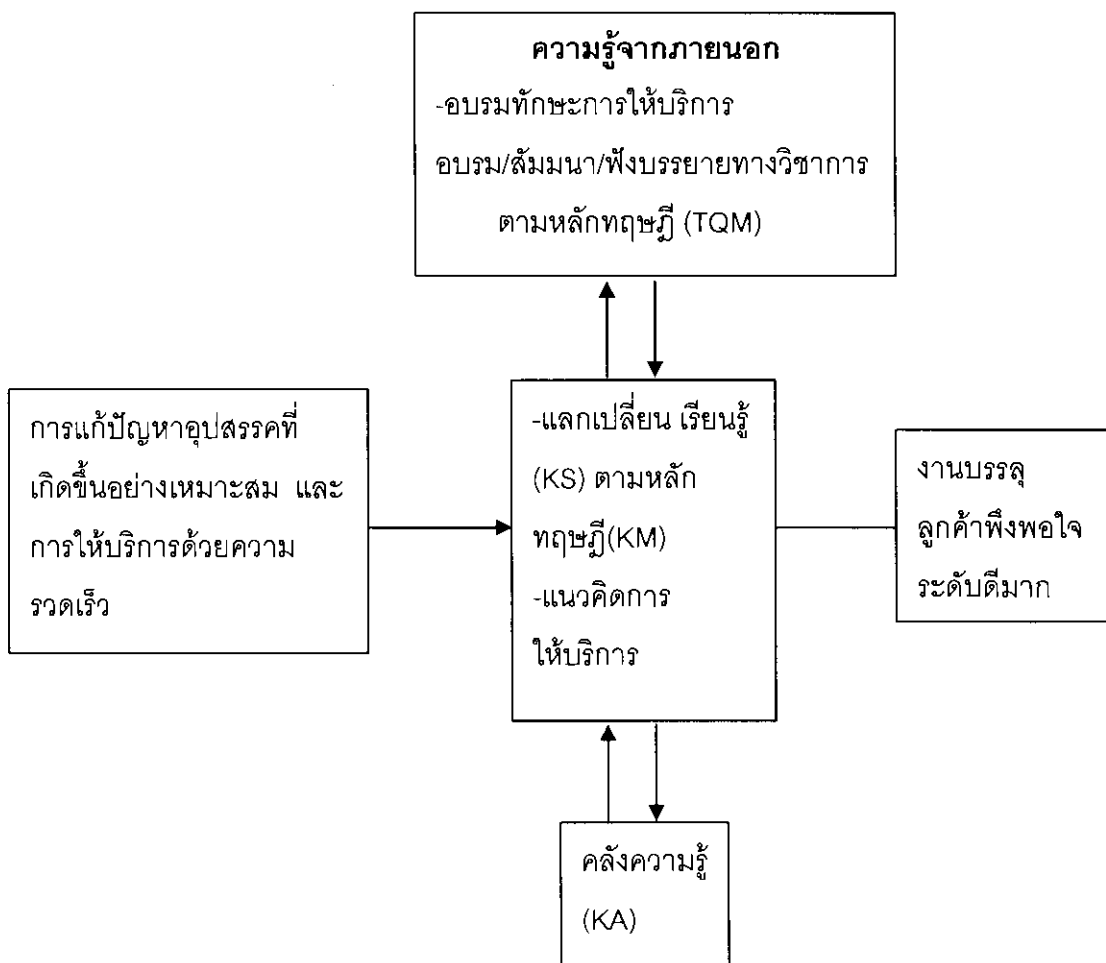 ความรู้จากภายนอก
-อบรมทักษะการให้บริการ
อบรม/สัมมนา/ฟังบรรยายทางวิชาการ
ตามหลักทฤษฎี (TQM)
การแก้ปัญหาอุปสรรคที่
เกิดขึ้นอย่างเหมาะสม และ
การให้บริการด้วยความ
รวดเร็ว
-แลกเปลี่ยน เรียนรู้
(KS) ตามหลัก
ทฤษฎี(KM)
-แนวคิดการ
ให้บริการ
งานบรรลุ
ลูกค้าพึงพอใจ
ระดับดีมาก
คลังความรู้
(KA)